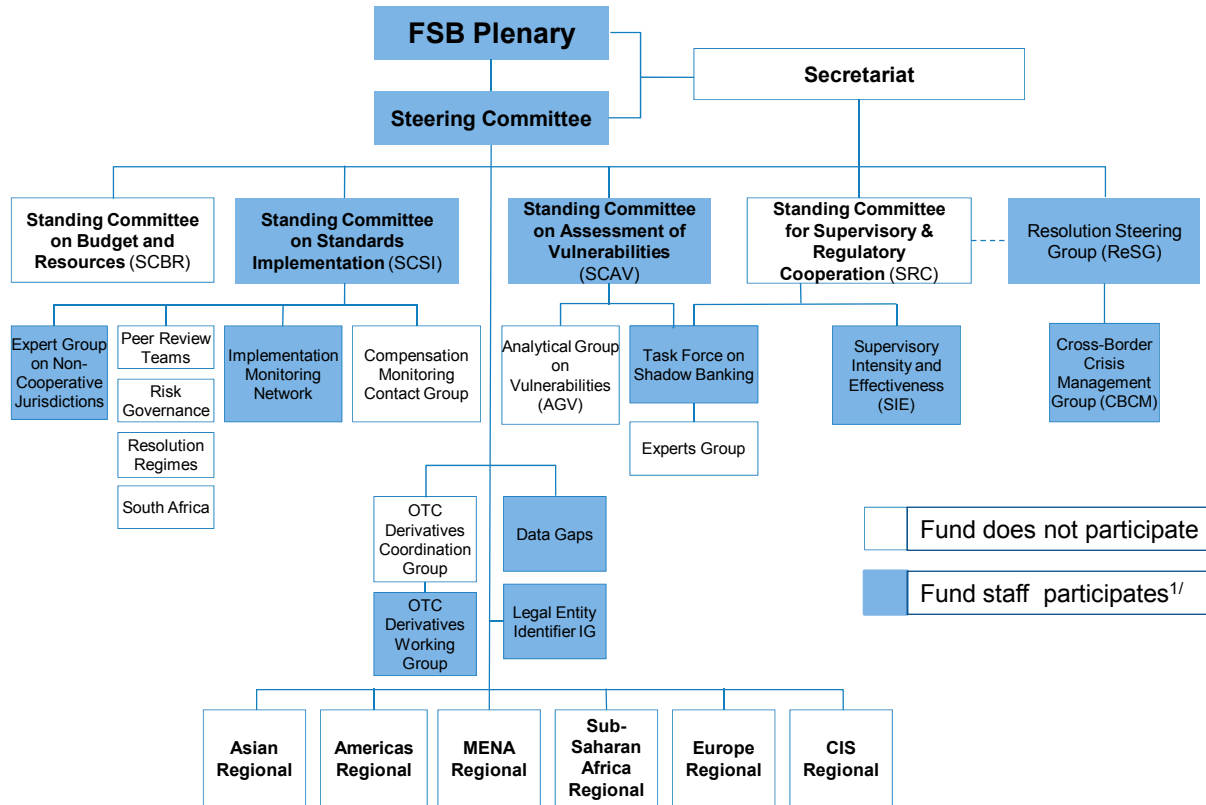 FSB Plenary
Secretariat
Steering Committee
Standing Committee
on Budget and
Resources (SCBR)
Standing Committee
on Standards
Implementation (SCSI)
Standing Committee
on Assessment of
Vulnerabilities
(SCAV)
Standing Committee
for Supervisory &
Regulatory
Cooperation (SRC)
Resolution Steering
Group (ReSG)
Expert Group
on Non-
Cooperative
Jurisdictions
Peer Review
Teams
Risk
Governance
Resolution
Regimes
South Africa
Implementation
Monitoring
Network
Compensation
Monitoring
Contact Group
Analytical Group
on
Vulnerabilities
(AGV)
Task Force on
Shadow Banking
Experts Group
Supervisory
Intensity and
Effectiveness
(SIE)
Cross-Border
Crisis
Management
Group (CBCM)
OTC
Derivatives
Coordination
Group
Data Gaps
OTC
Derivatives
Working
Group
Legal Entity
Identifier IG
Fund does not participate
Fund staff participates1/
Asian
Regional
Americas
Regional
MENA
Regional
Sub-
Saharan
Africa
Regional
Europe
Regional
CIS
Regional